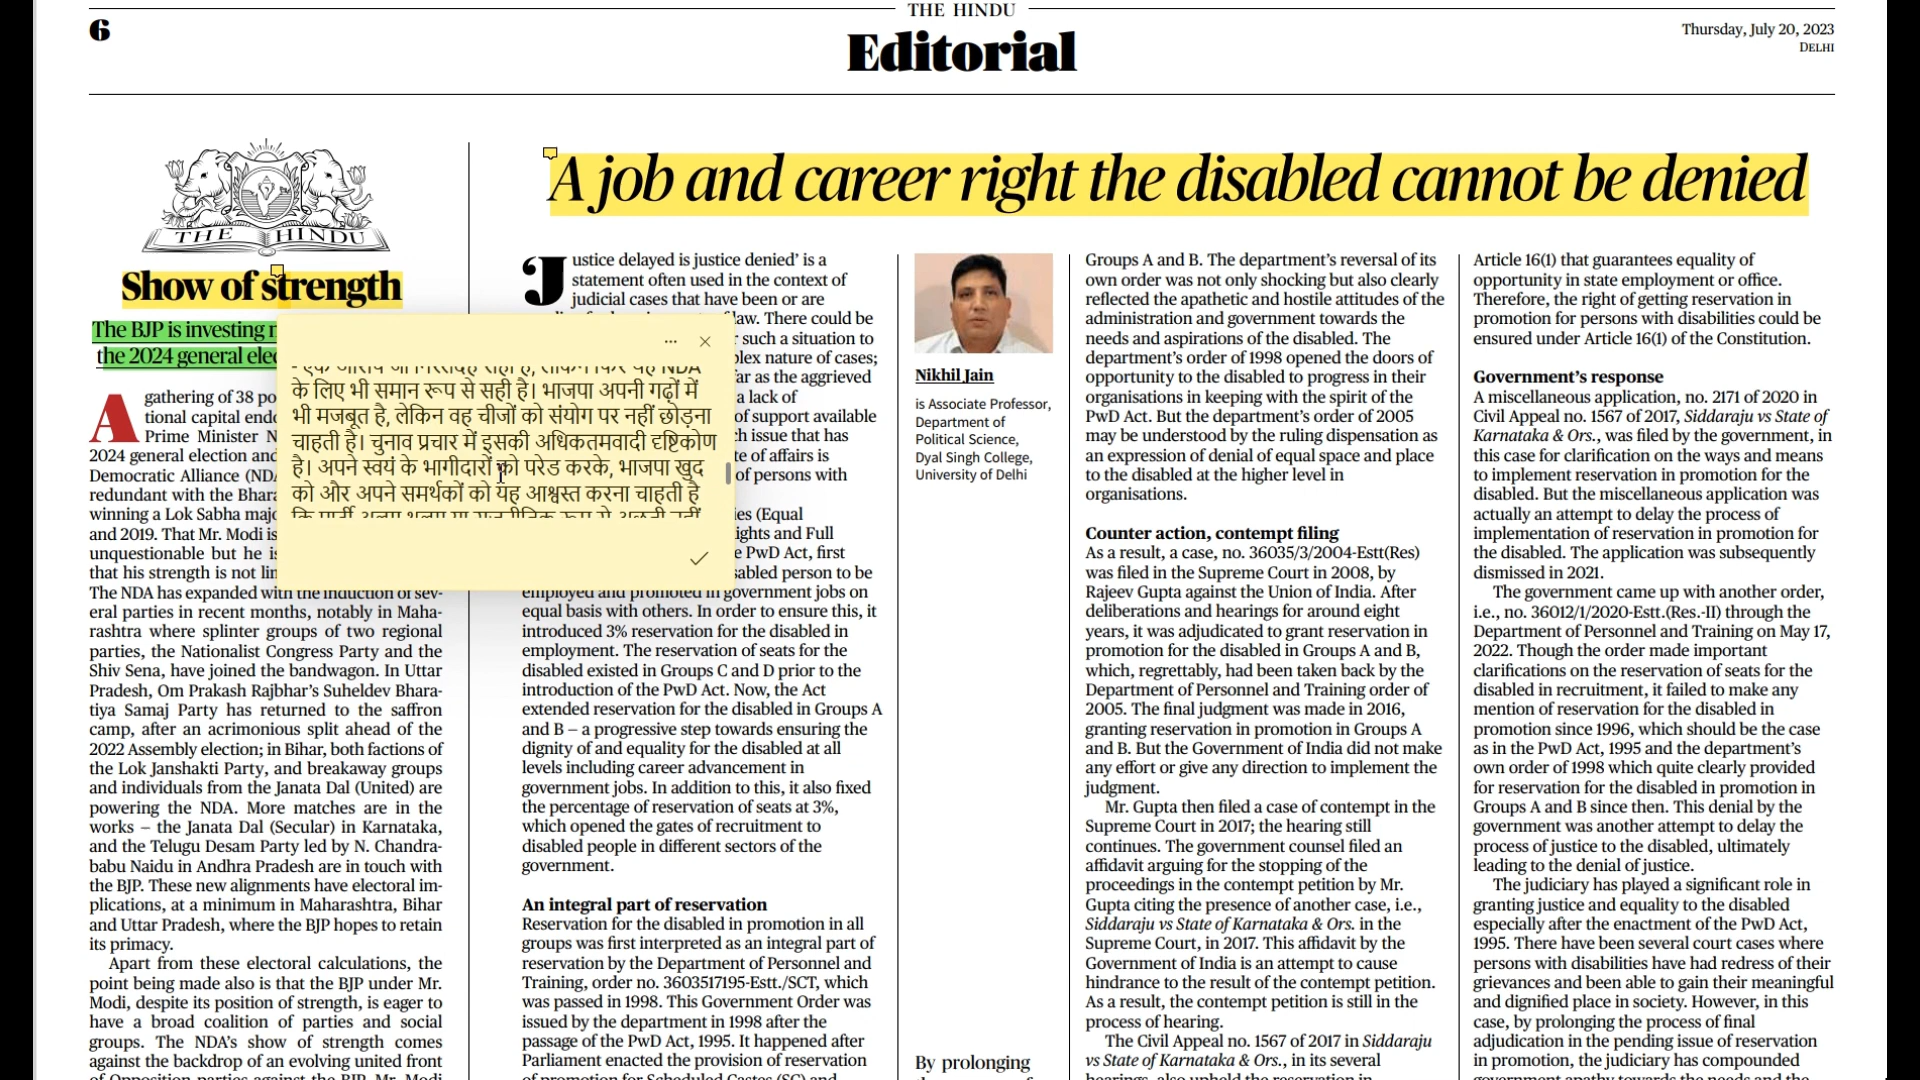 THE HINDU
6
Editorial
Thursday, July 20, 2023
DELHI
THE HINDU
Show of strength
The BJP is investing
the 2024 general
A gathering of 38
tional capital
Prime Minister
2024 general election and
Democratic Alliance
redundant with the
winning a Lok Sabha
and 2019. That Mr. Modi is
unquestionable but he
that his strength is not
The NDA has expanded with the induction of sev-
eral parties in recent months, notably in Maha-
rashtra where splinter groups of two regional
parties, the Nationalist Congress Party and the
Shiv Sena, have joined the bandwagon. In Uttar
Pradesh, Om Prakash Rajbhar's Suheldev Bhara-
tiya Samaj Party has returned to the saffron
camp, after an acrimonious split ahead of the
2022 Assembly election; in Bihar, both factions of
the Lok Janshakti Party, and breakaway groups
and individuals from the Janata Dal (United) are
powering the NDA. More matches are in the
works – the Janata Dal (Secular) in Karnataka,
and the Telugu Desam Party led by N. Chandra-
babu Naidu in Andhra Pradesh are in touch with
the BJP. These new alignments have electoral im-
plications, at a minimum in Maharashtra, Bihar
and Uttar Pradesh, where the BJP hopes to retain
its primacy.
Apart from these electoral calculations, the
point being made also is that the BJP under Mr.
Modi, despite its position of strength, is eager to
have a broad coalition of parties and social
groups. The NDA's show of strength comes
against the backdrop of an evolving united front
of Opposition parties against the BJP. Mr. Modi
के लिए भी समान रूप से सही है। भाजपा अपनी गढ़ों में
भी मजबूत है, लेकिन वह चीजों को संयोग पर नहीं छोड़ना
चाहती है। चुनाव प्रचार में इसकी अधिकतमवादी दृष्टिकोण
है। अपने स्वयं के भागीदारों को परेड करके, भाजपा खुद
को और अपने समर्थकों को यह आश्वस्त करना चाहती है
A job and career right the disabled cannot be denied
'Justice delayed is justice denied' is a
statement often used in the context of
judicial cases that have been or are
law. There could be
such a situation to
nature of cases;
far as the aggrieved
a lack of
of support available
issue that has
of affairs is
of persons with
(Equal
and Full
PwD Act, first
person to be
employed and promoted in government jobs on
equal basis with others. In order to ensure this, it
introduced 3% reservation for the disabled in
employment. The reservation of seats for the
disabled existed in Groups C and D prior to the
introduction of the PwD Act. Now, the Act
extended reservation for the disabled in Groups A
and B – a progressive step towards ensuring the
dignity of and equality for the disabled at all
levels including career advancement in
government jobs. In addition to this, it also fixed
the percentage of reservation of seats at 3%,
which opened the gates of recruitment to
disabled people in different sectors of the
government.
An integral part of reservation
Reservation for the disabled in promotion in all
groups was first interpreted as an integral part of
reservation by the Department of Personnel and
Training, order no. 3603517195-Estt./SCT, which
was passed in 1998. This Government Order was
issued by the department in 1998 after the
passage of the PwD Act, 1995. It happened after
Parliament enacted the provision of reservation
of promotion for Scheduled Castes (SC) and
Nikhil Jain
is Associate Professor,
Department of
Political Science,
Dyal Singh College,
University of Delhi
By prolonging
Groups A and B. The department's reversal of its
own order was not only shocking but also clearly
reflected the apathetic and hostile attitudes of the
administration and government towards the
needs and aspirations of the disabled. The
department's order of 1998 opened the doors of
opportunity to the disabled to progress in their
organisations in keeping with the spirit of the
PwD Act. But the department's order of 2005
may be understood by the ruling dispensation as
an expression of denial of equal space and place
to the disabled at the higher level in
organisations.
Counter action, contempt filing
As a result, a case, no. 36035/3/2004-Estt(Res)
was filed in the Supreme Court in 2008, by
Rajeev Gupta against the Union of India. After
deliberations and hearings for around eight
years, it was adjudicated to grant reservation in
promotion for the disabled in Groups A and B,
which, regrettably, had been taken back by the
Department of Personnel and Training order of
2005. The final judgment was made in 2016,
granting reservation in promotion in Groups A
and B. But the Government of India did not make
any effort or give any direction to implement the
judgment.
Mr. Gupta then filed a case of contempt in the
Supreme Court in 2017; the hearing still
continues. The government counsel filed an
affidavit arguing for the stopping of the
proceedings in the contempt petition by Mr.
Gupta citing the presence of another case, i.e.,
Siddaraju vs State of Karnataka & Ors. in the
Supreme Court, in 2017. This affidavit by the
Government of India is an attempt to cause
hindrance to the result of the contempt petition.
As a result, the contempt petition is still in the
process of hearing.
The Civil Appeal no. 1567 of 2017 in Siddaraju
vs State of Karnataka & Ors., in its several
hearings, also upheld the reservation in
Article 16(1) that guarantees equality of
opportunity in state employment or office.
Therefore, the right of getting reservation in
promotion for persons with disabilities could be
ensured under Article 16(1) of the Constitution.
Government's response
A miscellaneous application, no. 2171 of 2020 in
Civil Appeal no. 1567 of 2017, Siddaraju vs State of
Karnataka & Ors., was filed by the government, in
this case for clarification on the ways and means
to implement reservation in promotion for the
disabled. But the miscellaneous application was
actually an attempt to delay the process of
implementation of reservation in promotion for
the disabled. The application was subsequently
dismissed in 2021.
The government came up with another order,
i.e., no. 36012/1/2020-Estt.(Res.-II) through the
Department of Personnel and Training on May 17,
2022. Though the order made important
clarifications on the reservation of seats for the
disabled in recruitment, it failed to make any
mention of reservation for the disabled in
promotion since 1996, which should be the case
as in the PwD Act, 1995 and the department's
own order of 1998 which quite clearly provided
for reservation for the disabled in promotion in
Groups A and B since then. This denial by the
government was another attempt to delay the
process of justice to the disabled, ultimately
leading to the denial of justice.
The judiciary has played a significant role in
granting justice and equality to the disabled
especially after the enactment of the PwD Act,
1995. There have been several court cases where
persons with disabilities have had redress of their
grievances and been able to gain their meaningful
and dignified place in society. However, in this
case, by prolonging the process of final
adjudication in the pending issue of reservation
in promotion, the judiciary has compounded
government apathy towards the needs and the